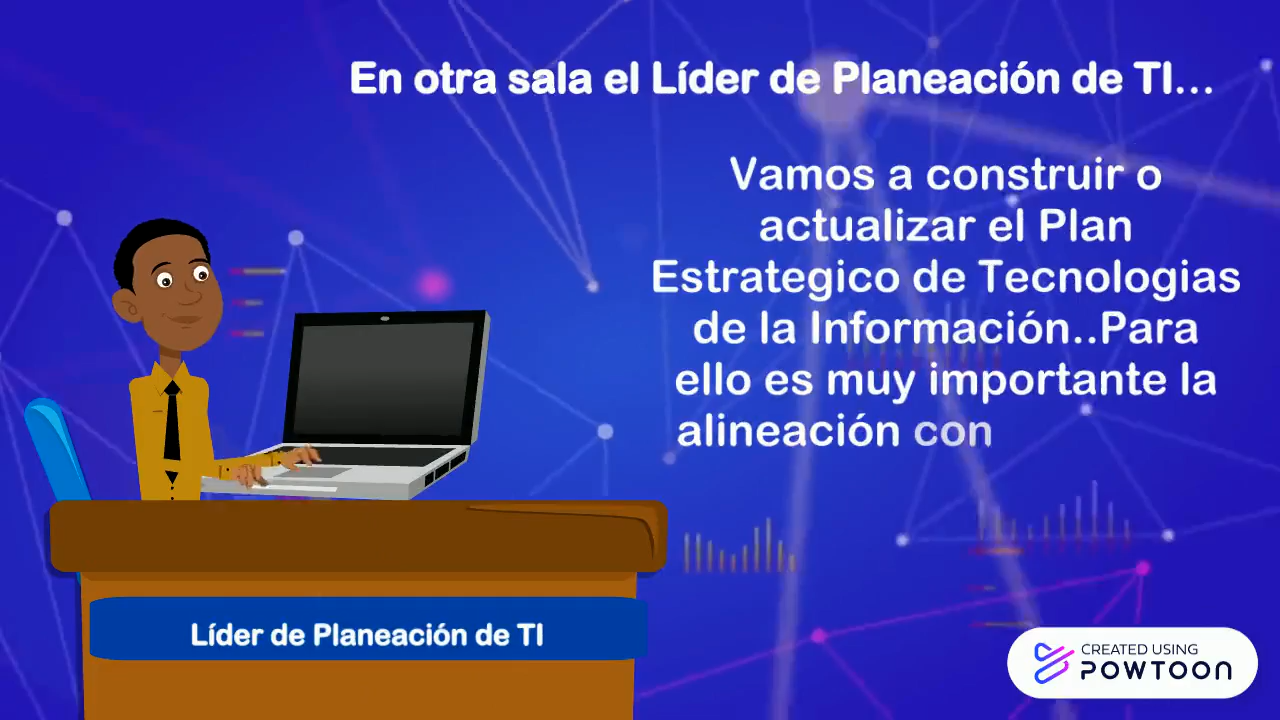 En otra sala el Líder de Planeación de TI...
Vamos a construir o
actualizar el Plan
Estrategico de Tecnologias
de la Información..Para
ello es muy importante la
alineación con
Líder de Planeación de TI
CREATED USING
POWTOON